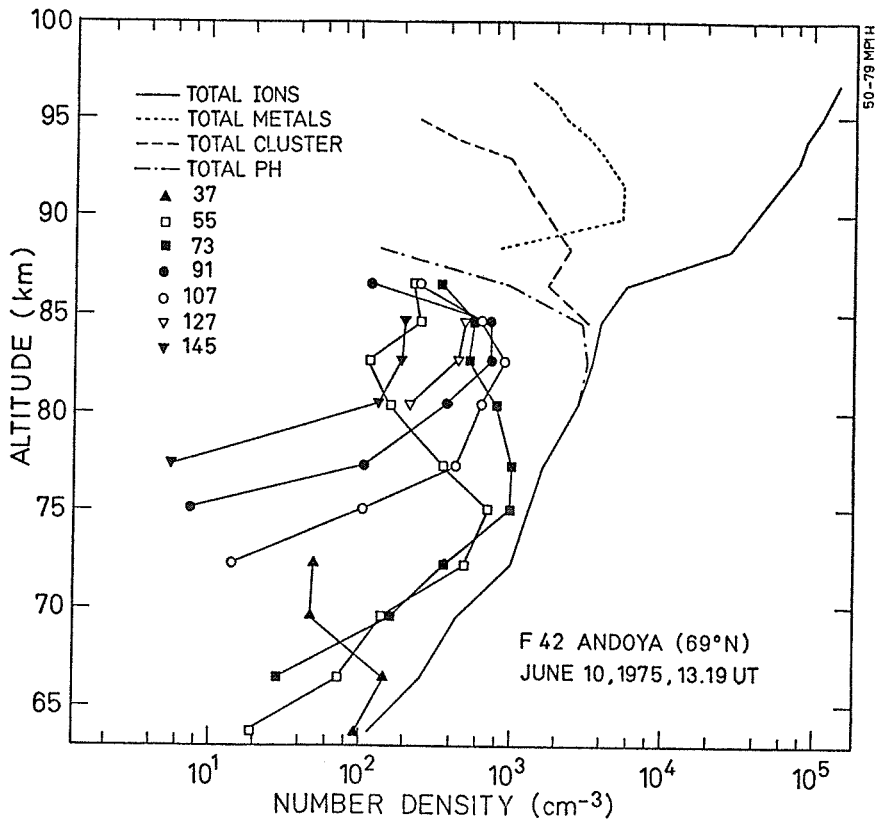 100
95
90
85
80
75
70
65
ALTITUDE (km)
TOTAL IONS
TOTAL METALS
TOTAL CLUSTER
TOTAL PH
37
55
73
91
107
127
145
F 42 ANDOYA (69°N)
JUNE 10, 1975, 13.19 UT
10¹ 10² 10³ 10⁴ 10⁵
NUMBER DENSITY (cm⁻³)
50-79 MPI H